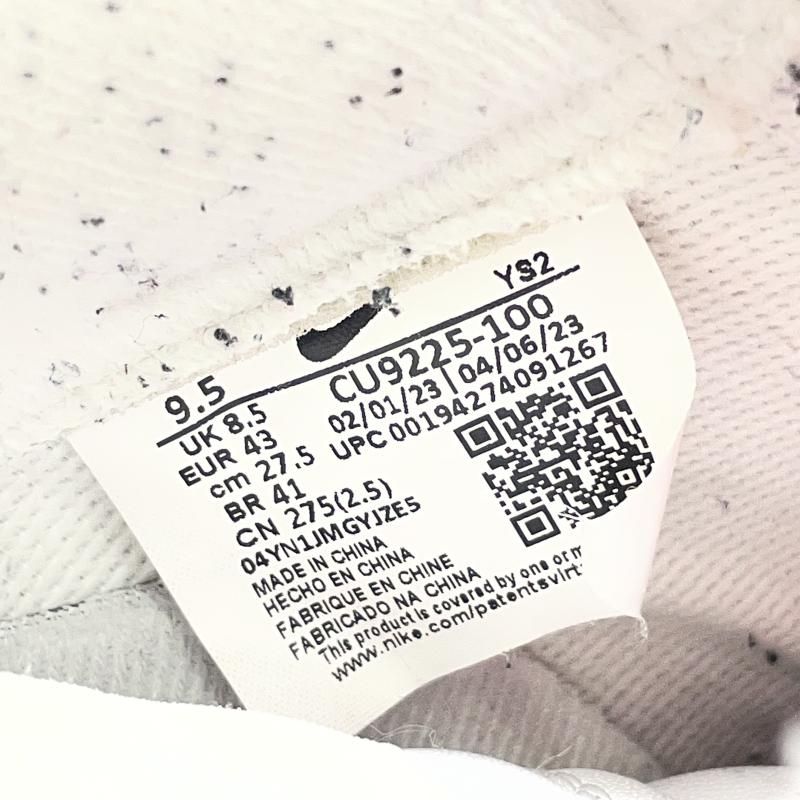 YS2
9.5
CU9225-100
UK 8.5
02/01/23 | 04/06/23
EUR 43
UPC 00194274091267
cm 27.5
BR 41
CN 275(2.5)
04YN1JMGYJZE5
MADE IN CHINA
HECHO EN CHINA
FABRIQUE EN CHINE
FABRICADO NA CHINA
This product is covered by one or m
www.nike.com/patentsvirt